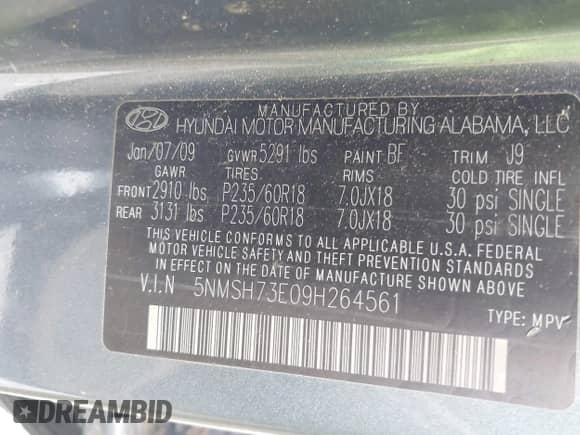 MANUFACTURED BY
HYUNDAI MOTOR MANUFACTURING ALABAMA, LLC
Jan/07/09 GVWR 5291 lbs PAINT BF TRIM J9
GAWR TIRES: RIMS COLD TIRE INFL
FRONT 2910 lbs P235/60R18 7.0JX18 30 psi SINGLE
REAR 3131 lbs P235/60R18 7.0JX18 30 psi SINGLE
THIS VEHICLE CONFORMS TO ALL APPLICABLE U.S.A. FEDERAL
MOTOR VEHICLE SAFETY AND THEFT PREVENTION STANDARDS
IN EFFECT ON THE DATE OF MANUFACTURE SHOWN ABOVE
V.I.N 5NMSH73E09H264561
TYPE: MPV
DREAMBID